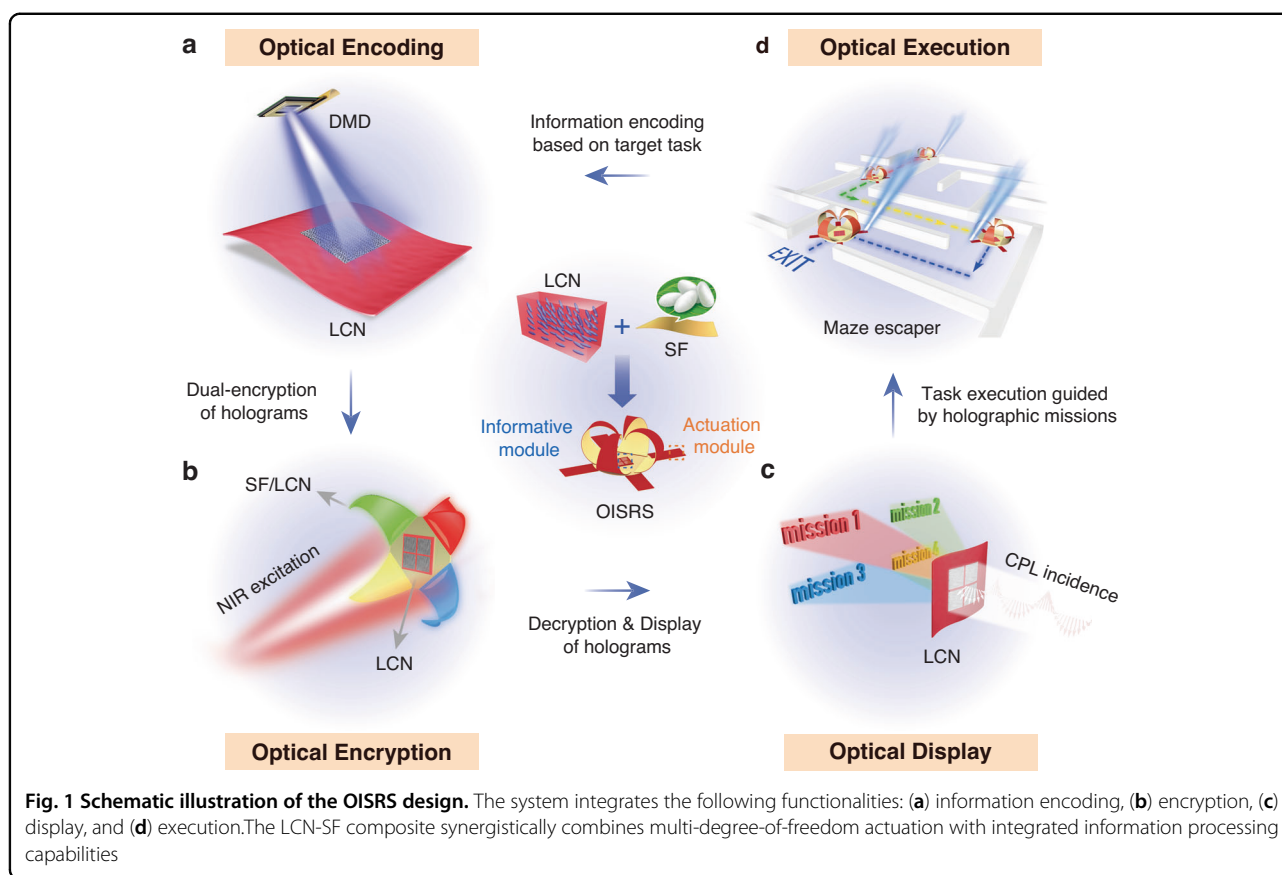 a
Optical Encoding
DMD
LCN
Information encoding
based on target task
d
Optical Execution
EXIT
Maze escaper
LCN
+
SF
Informative
module
Actuation
module
OISRS
Dual-encryption
of holograms
Task execution guided
by holographic missions
b
SF/LCN
NIR excitation
LCN
Optical Encryption
Decryption & Display
of holograms
c
mission 1
mission 2
mission 3
mission 4
CPL incidence
LCN
Optical Display
Fig. 1 Schematic illustration of the OISRS design. The system integrates the following functionalities: (a) information encoding, (b) encryption, (c)
display, and (d) execution.The LCN-SF composite synergistically combines multi-degree-of-freedom actuation with integrated information processing
capabilities